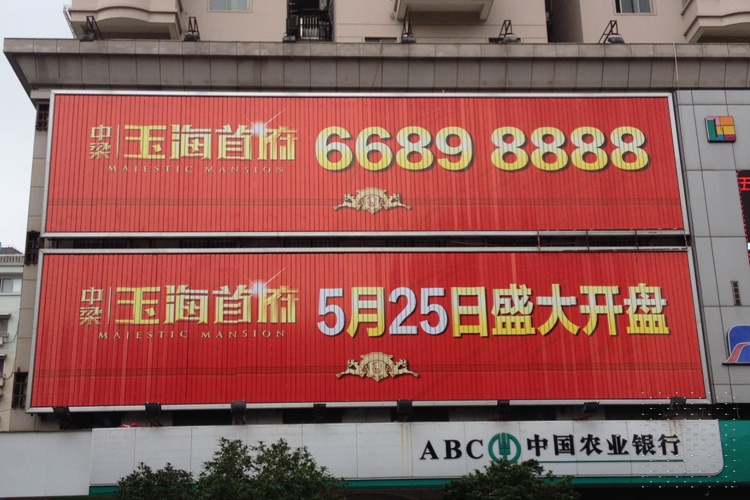 中梁 玉海首府 6689 8888
MAJESTIC MANSION
中梁 玉海首府 5月25日盛大开盘
MAJESTIC MANSION
ABC 中国农业银行